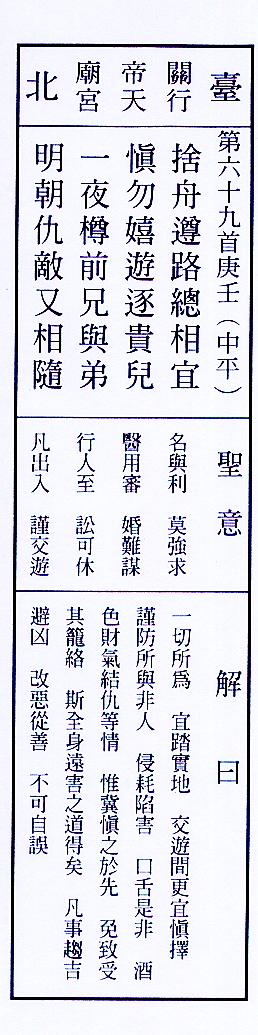 臺北
行天宮
關帝廟
第六十九首庚壬(中平)
捨舟遵路總相宜
慎勿嬉遊逐貴兒
一夜樽前兄與弟
明朝仇敵又相隨
聖意
名與利 莫強求
醫用審 婚難謀
行人至 訟可休
凡出入 謹交遊
解曰
一切所為 宜踏實地 交遊間更宜慎擇
謹防所與非人 侵耗陷害 口舌是非 酒
色財氣結仇等情 惟冀慎之於先 免致受
其籠絡 斯全身遠害之道得矣 凡事趨吉
避凶 改惡從善 不可自誤